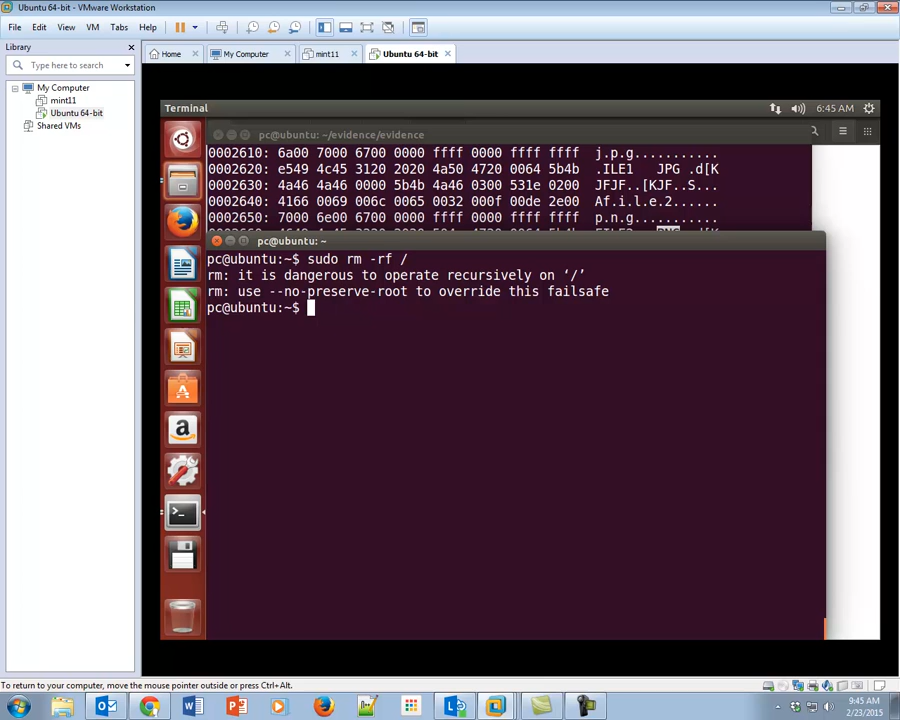 Ubuntu 64-bit - VMware Workstation
File Edit View VM Tabs Help
Library
Type here to search
My Computer
mint11
Ubuntu 64-bit
Shared VMs
Home
My Computer
mint11
Ubuntu 64-bit
Terminal
6:45 AM
pc@ubuntu: ~/evidence/evidence
0002610: 6a00 7000 6700 0000 ffff 0000 ffff ffff j.p.g...........
0002620: e549 4c45 3120 2020 4a50 4720 0064 5b4b .ILE1 JPG .d[K
0002630: 4a46 4a46 0000 5b4b 4a46 0300 531e 0200 JFJF..[KJF..S...
0002640: 4166 0069 006c 0065 0032 000f 00de 2e00 Af.i.l.e.2......
0002650: 7000 6e00 6700 0000 ffff 0000 ffff ffff p.n.g...........
pc@ubuntu: ~
pc@ubuntu:~$ sudo rm -rf /
rm: it is dangerous to operate recursively on ‘/’
rm: use --no-preserve-root to override this failsafe
pc@ubuntu:~$
To return to your computer, move the mouse pointer outside or press Ctrl+Alt.
9:45 AM
2/23/2015